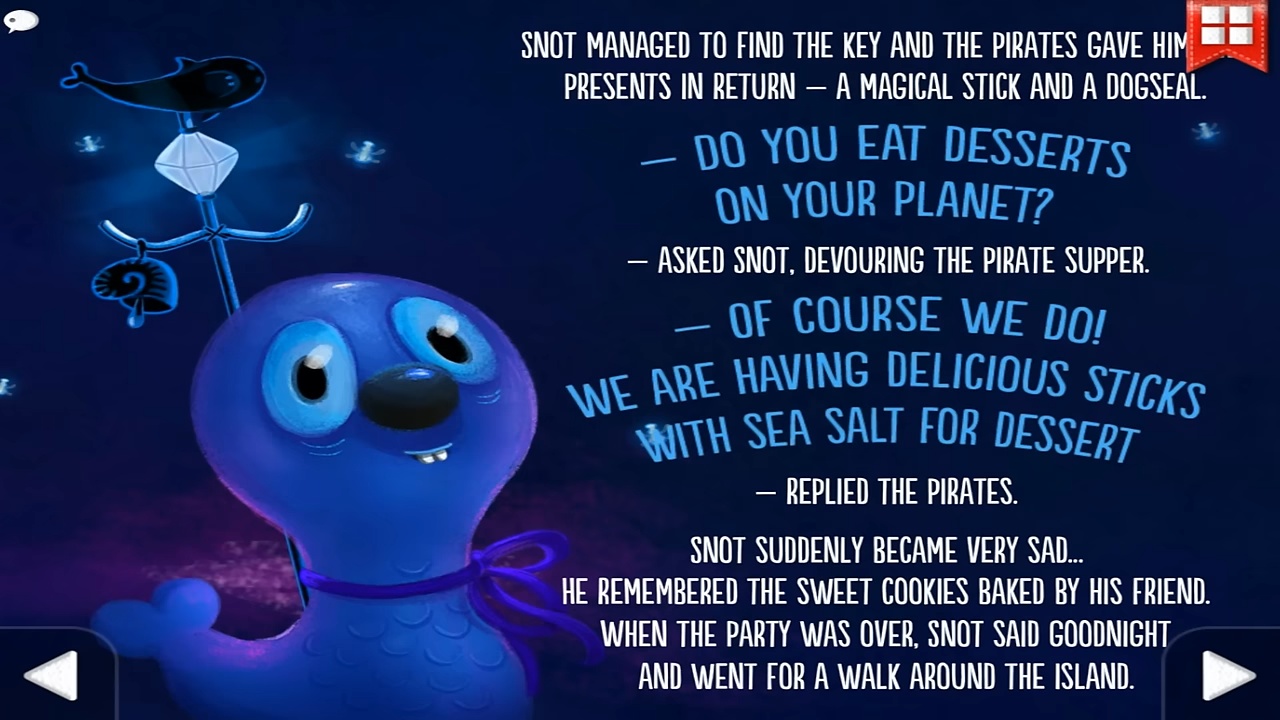 SNOT MANAGED TO FIND THE KEY AND THE PIRATES GAVE HIM
PRESENTS IN RETURN – A MAGICAL STICK AND A DOGSEAL.
– DO YOU EAT DESSERTS
ON YOUR PLANET?
– ASKED SNOT, DEVOURING THE PIRATE SUPPER.
– OF COURSE WE DO!
WE ARE HAVING DELICIOUS STICKS
WITH SEA SALT FOR DESSERT
– REPLIED THE PIRATES.
SNOT SUDDENLY BECAME VERY SAD...
HE REMEMBERED THE SWEET COOKIES BAKED BY HIS FRIEND.
WHEN THE PARTY WAS OVER, SNOT SAID GOODNIGHT
AND WENT FOR A WALK AROUND THE ISLAND.